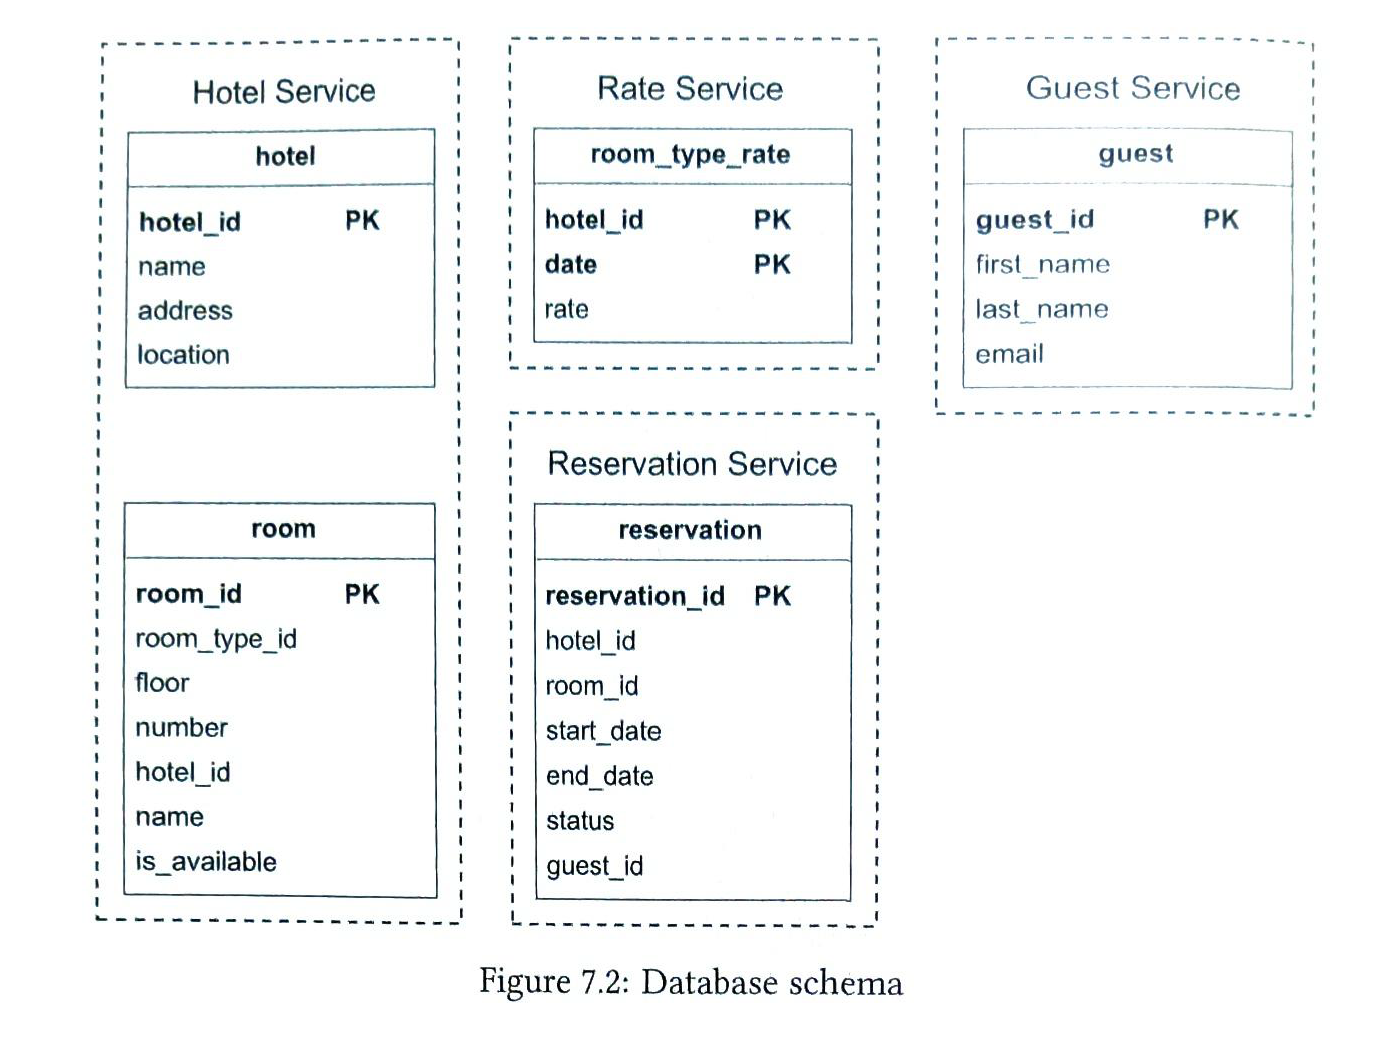 Hotel Service
hotel
hotel_id PK
name
address
location
room
room_id PK
room_type_id
floor
number
hotel_id
name
is_available
Rate Service
room_type_rate
hotel_id PK
date PK
rate
Reservation Service
reservation
reservation_id PK
hotel_id
room_id
start_date
end_date
status
guest_id
Guest Service
guest
guest_id PK
first_name
last_name
email
Figure 7.2: Database schema